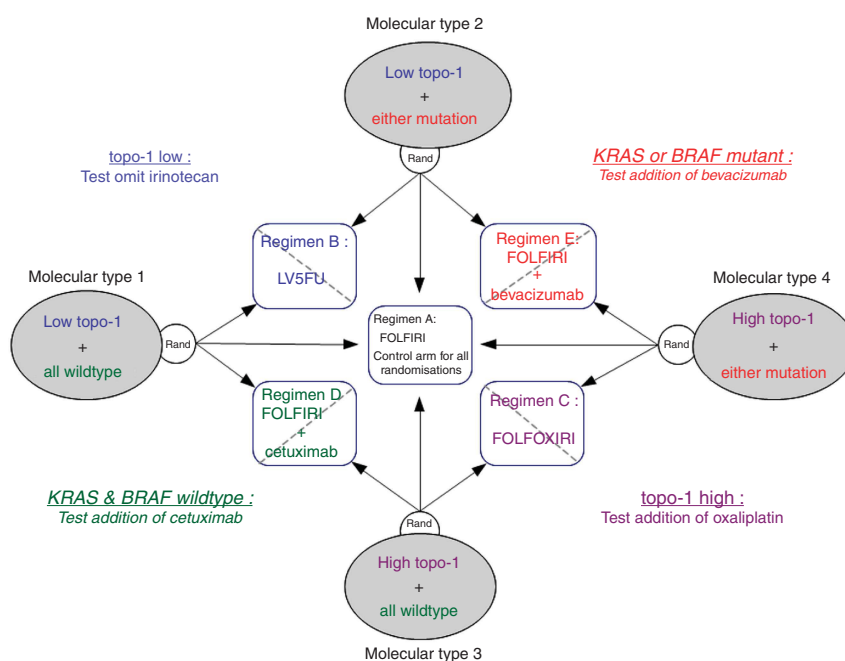 Molecular type 2
Low topo-1
+
either mutation
Rand
topo-1 low :
Test omit irinotecan
KRAS or BRAF mutant :
Test addition of bevacizumab
Regimen B :
LV5FU
Regimen E:
FOLFIRI
+
bevacizumab
Molecular type 1
Low topo-1
+
all wildtype
Rand
Regimen A:
FOLFIRI
Control arm for all
randomisations
Molecular type 4
High topo-1
+
either mutation
Rand
Regimen D
FOLFIRI
+
cetuximab
Regimen C :
FOLFOXIRI
KRAS & BRAF wildtype :
Test addition of cetuximab
topo-1 high :
Test addition of oxaliplatin
Rand
High topo-1
+
all wildtype
Molecular type 3